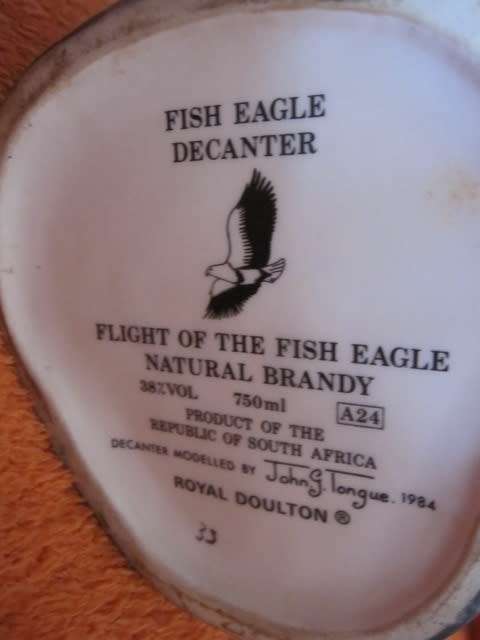 FISH EAGLE
DECANTER
FLIGHT OF THE FISH EAGLE
NATURAL BRANDY
38%VOL 750ml A24
PRODUCT OF THE
REPUBLIC OF SOUTH AFRICA
DECANTER MODELLED BY John G. Tongue. 1984
ROYAL DOULTON ®
33